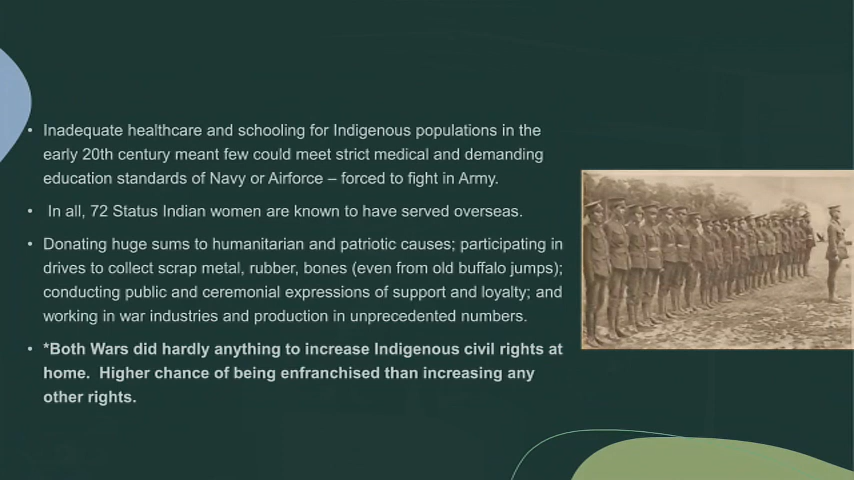 • Inadequate healthcare and schooling for Indigenous populations in the
early 20th century meant few could meet strict medical and demanding
education standards of Navy or Airforce – forced to fight in Army.
• In all, 72 Status Indian women are known to have served overseas.
• Donating huge sums to humanitarian and patriotic causes; participating in
drives to collect scrap metal, rubber, bones (even from old buffalo jumps);
conducting public and ceremonial expressions of support and loyalty; and
working in war industries and production in unprecedented numbers.
• *Both Wars did hardly anything to increase Indigenous civil rights at
home.  Higher chance of being enfranchised than increasing any
other rights.